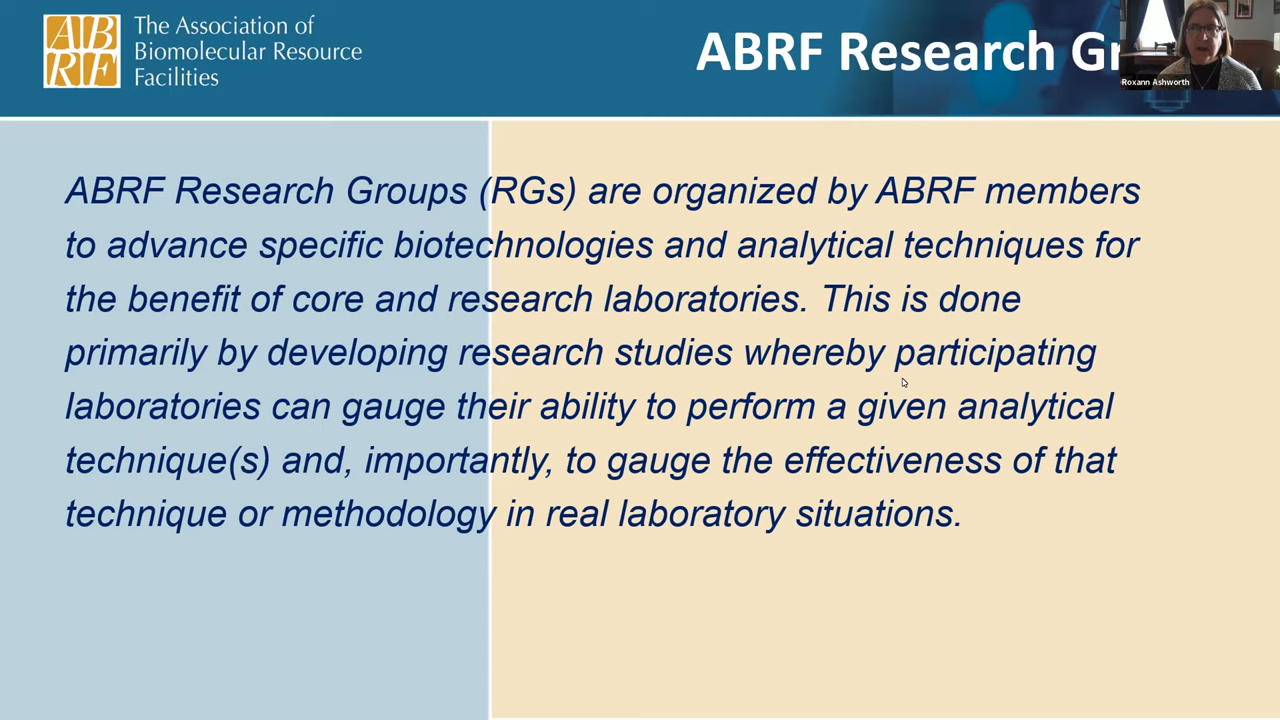 ABRF
The Association of
Biomolecular Resource
Facilities
ABRF Research Gr
Roxann Ashworth
ABRF Research Groups (RGs) are organized by ABRF members
to advance specific biotechnologies and analytical techniques for
the benefit of core and research laboratories. This is done
primarily by developing research studies whereby participating
laboratories can gauge their ability to perform a given analytical
technique(s) and, importantly, to gauge the effectiveness of that
technique or methodology in real laboratory situations.